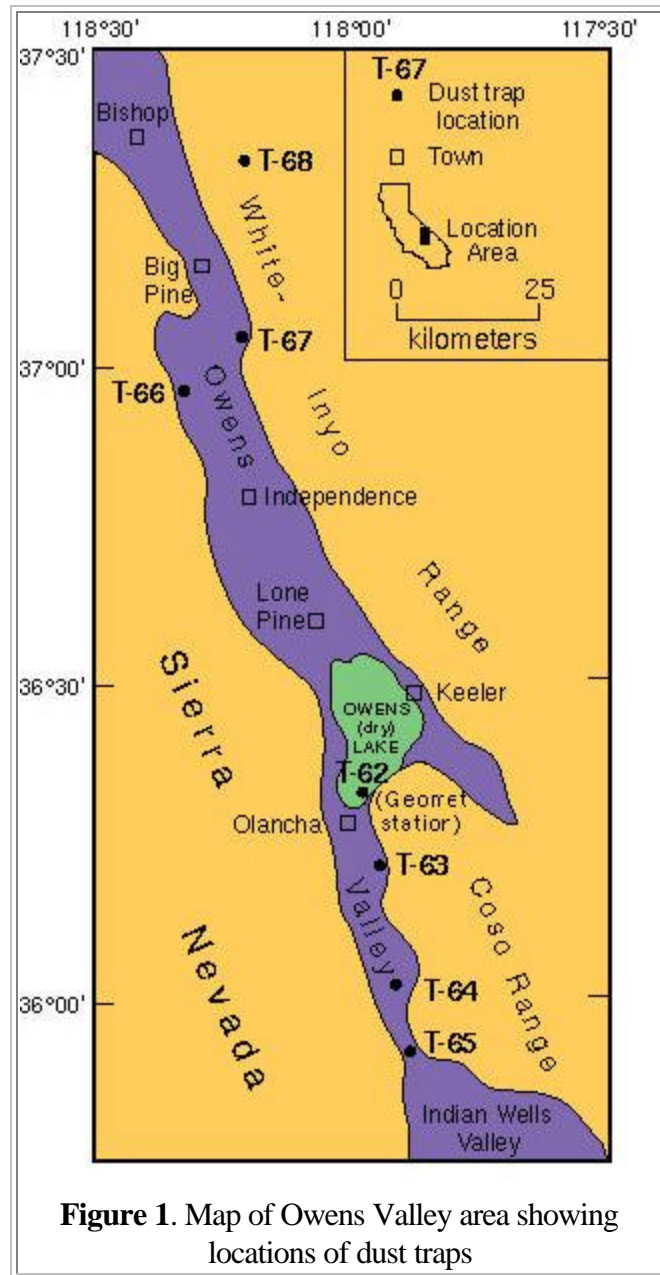 118°30' 118°00' 117°30'
37°30'
T-67
Dust trap
location
Town
Location
Area
0 25
kilometers
Bishop
T-68
White-
Big
Pine
T-67
37°00'
T-66
Owens
Inyo
Independence
Lone
Pine
Range
Sierra
36°30'
Keeler
OWENS
(dry)
LAKE
T-62
(Geomet
station)
Olancha
T-63
Valley
Coso Range
Nevada
T-64
36°00'
T-65
Indian Wells
Valley
Figure 1. Map of Owens Valley area showing
locations of dust traps